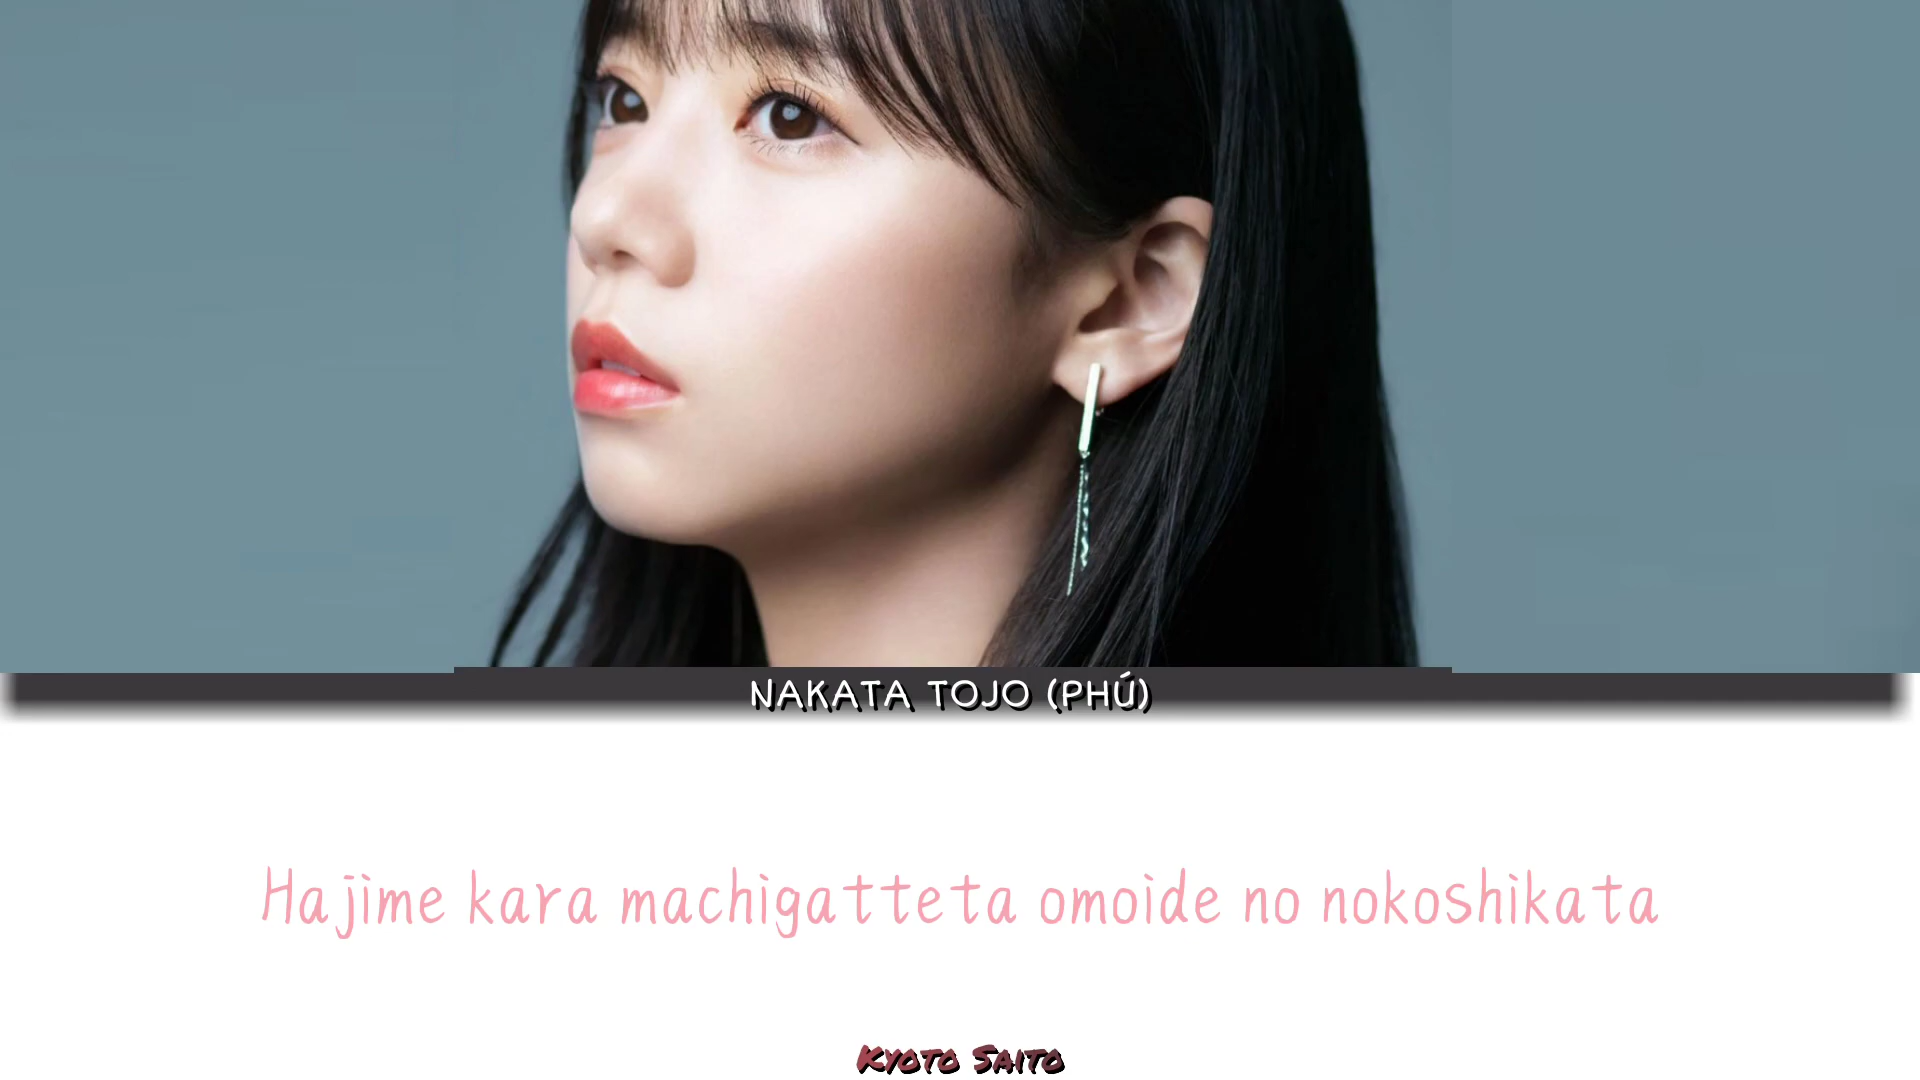 NAKATA TOJO (PHÚ)
Hajime kara machigatteta omoide no nokoshikata
Kyoto Saito